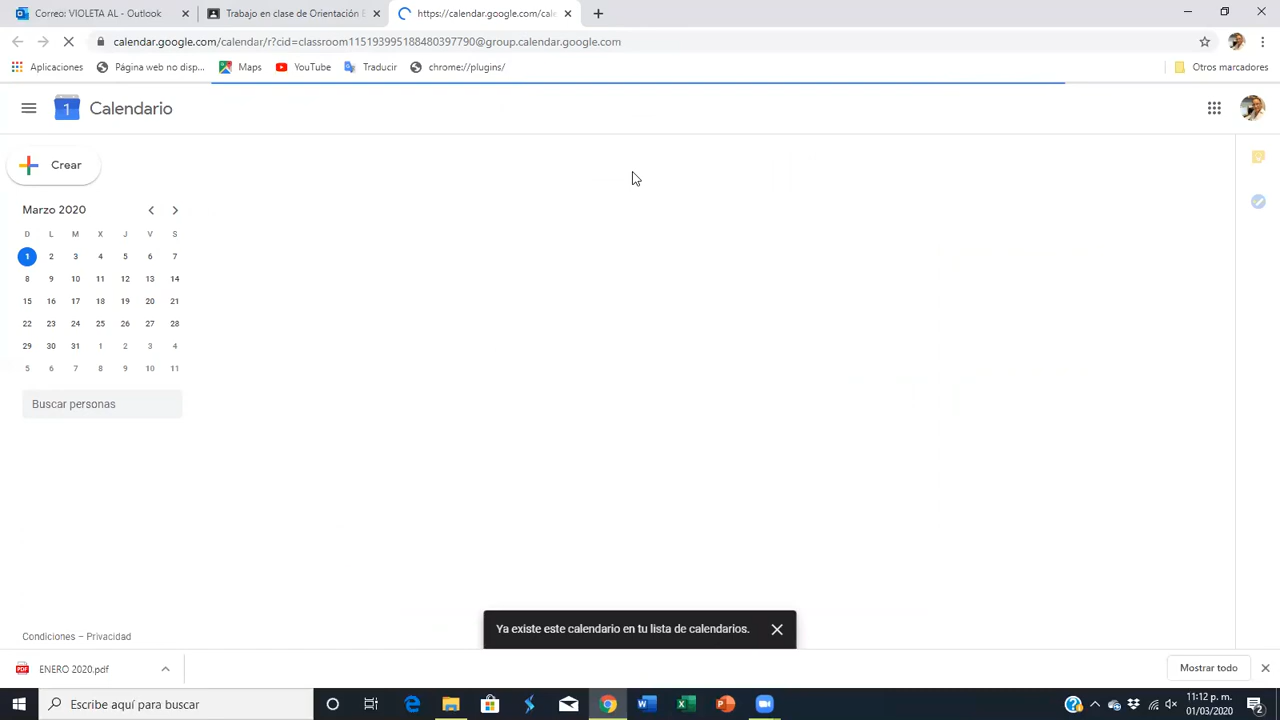 Correo: VIOLETA AL - Outlook
Trabajo en clase de Orientación E
https://calendar.google.com/cale
calendar.google.com/calendar/r?cid=classroom115193995188480397790@group.calendar.google.com
Aplicaciones
Página web no disp...
Maps
YouTube
Traducir
chrome://plugins/
Otros marcadores
1 Calendario
Crear
Marzo 2020
D L M X J V S
1 2 3 4 5 6 7
8 9 10 11 12 13 14
15 16 17 18 19 20 21
22 23 24 25 26 27 28
29 30 31 1 2 3 4
5 6 7 8 9 10 11
Buscar personas
Ya existe este calendario en tu lista de calendarios.
Condiciones – Privacidad
PDF ENERO 2020.pdf
Mostrar todo
Escribe aquí para buscar
11:12 p. m.
01/03/2020
2